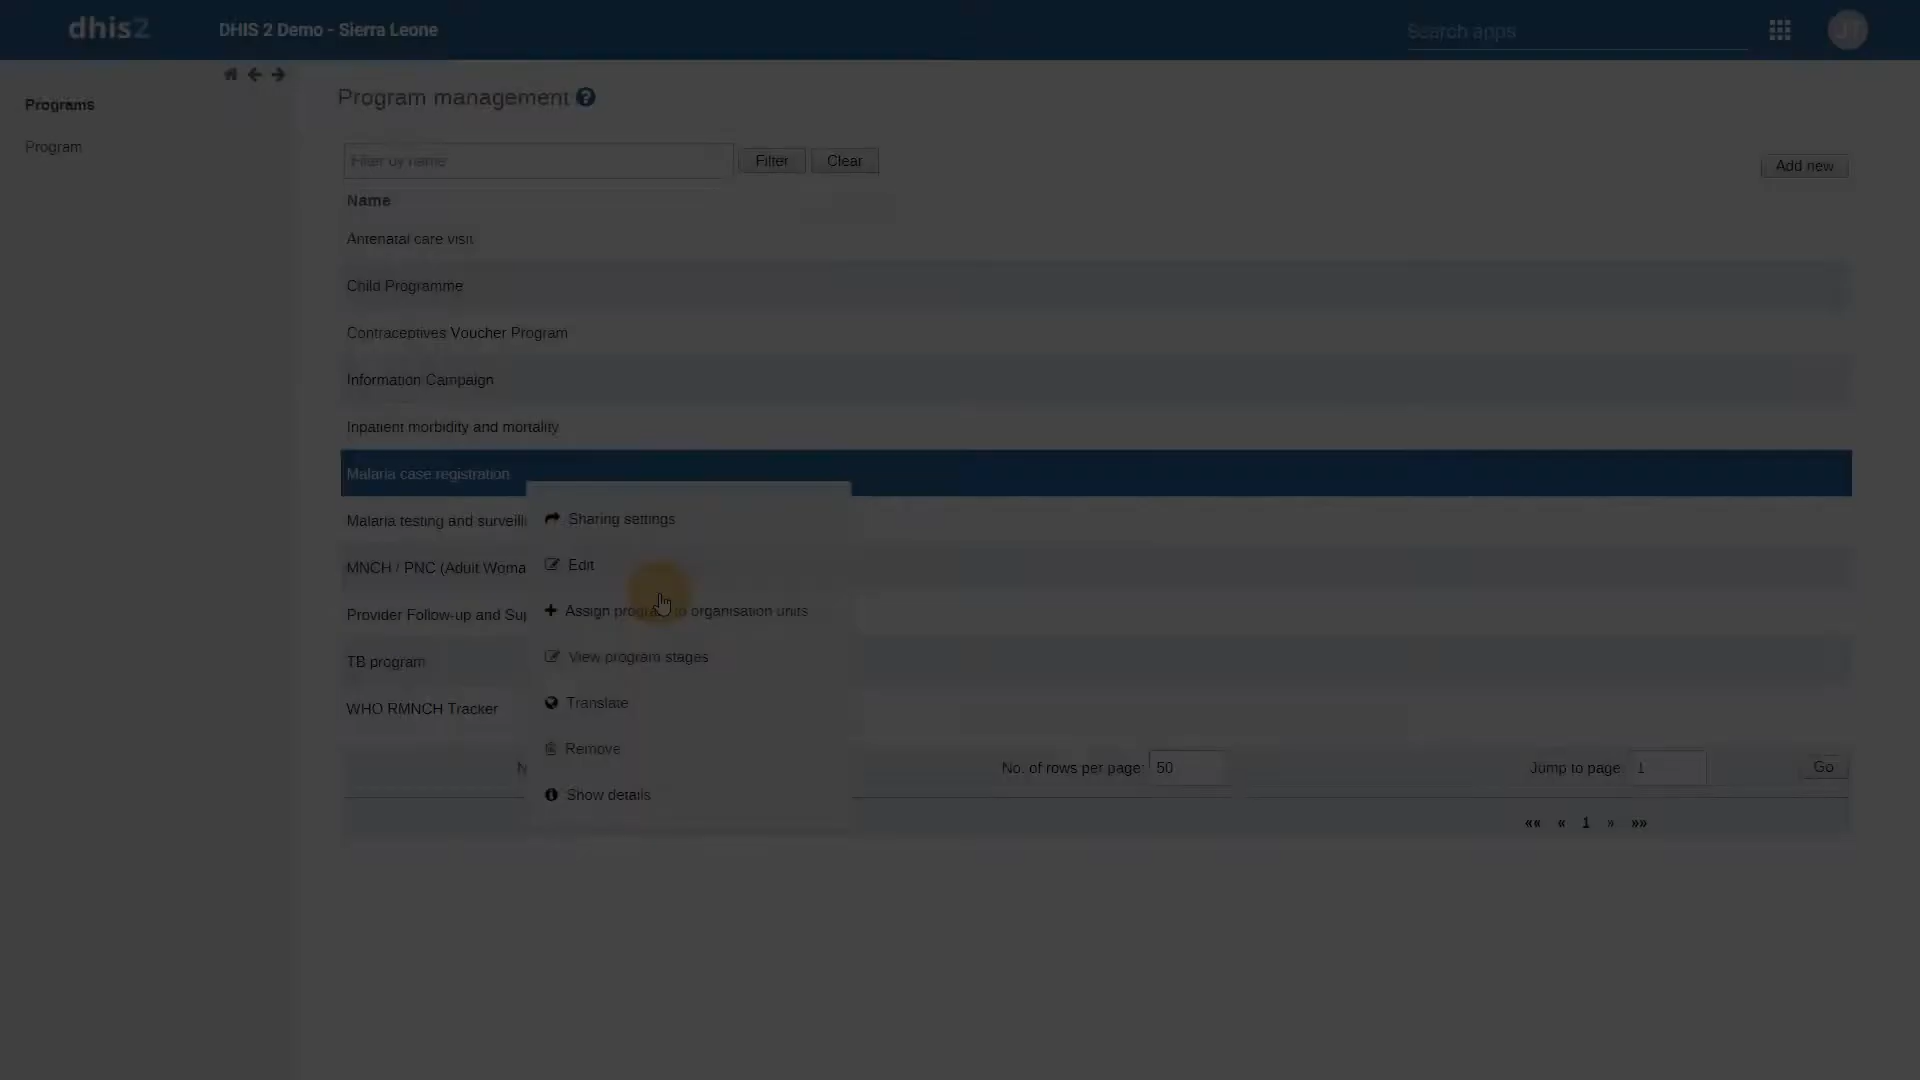 dhis2
DHIS 2 Demo - Sierra Leone
Search apps
JT
Programs
Program
Program management
Filter by name
Filter
Clear
Add new
Name
Antenatal care visit
Child Programme
Contraceptives Voucher Program
Information Campaign
Inpatient morbidity and mortality
Malaria case registration
Malaria testing and surveill
MNCH / PNC (Adult Woma
Provider Follow-up and Sup
TB program
WHO RMNCH Tracker
Sharing settings
Edit
Assign program to organisation units
View program stages
Translate
Remove
Show details
N
No. of rows per page: 50
Jump to page 1
Go
«« « 1 » »»